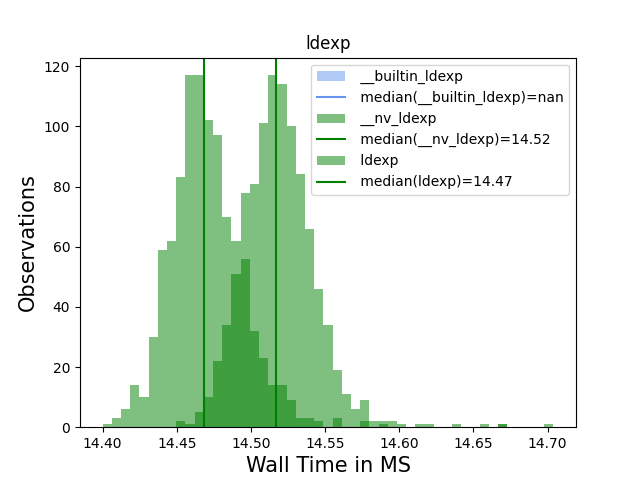 ldexp
120
100
80
60
40
20
0
Observations
__builtin_ldexp
median(__builtin_ldexp)=nan
__nv_ldexp
median(__nv_ldexp)=14.52
ldexp
median(ldexp)=14.47
14.40 14.45 14.50 14.55 14.60 14.65 14.70
Wall Time in MS